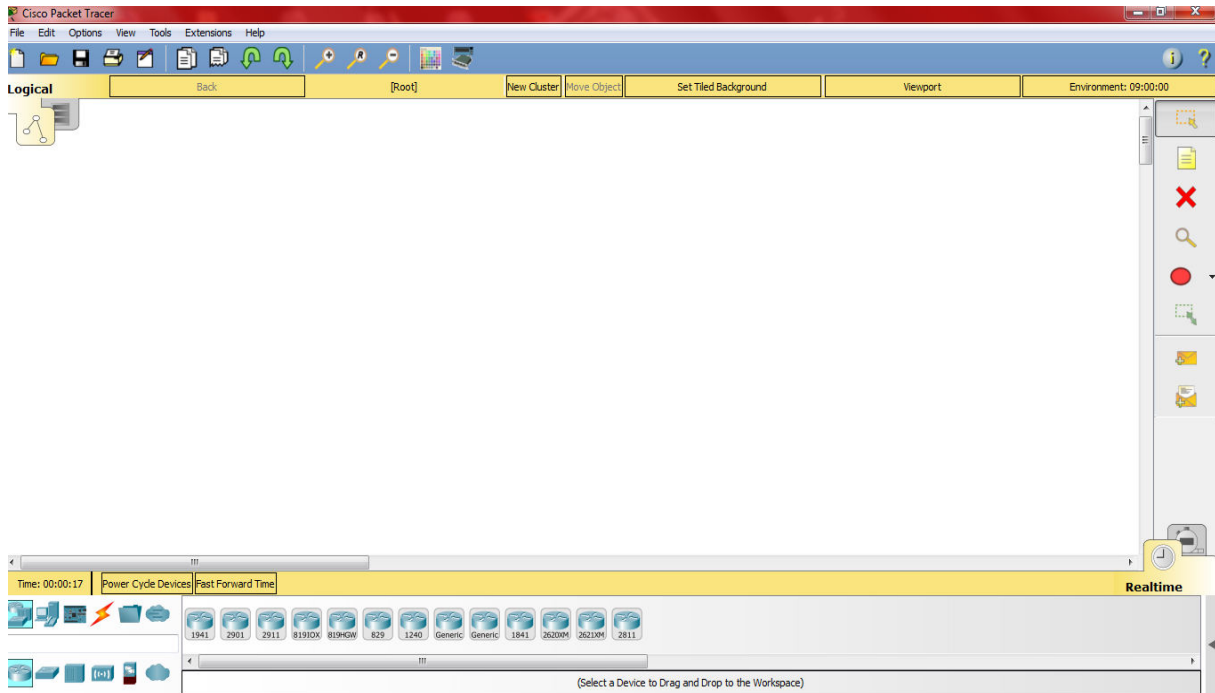 Cisco Packet Tracer
File Edit Options View Tools Extensions Help
Logical Back [Root] New Cluster Move Object Set Tiled Background Viewport Environment: 09:00:00
Time: 00:00:17 Power Cycle Devices Fast Forward Time Realtime
1941 2901 2911 819IOX 819HGW 829 1240 Generic Generic 1841 2620XM 2621XM 2811
(Select a Device to Drag and Drop to the Workspace)